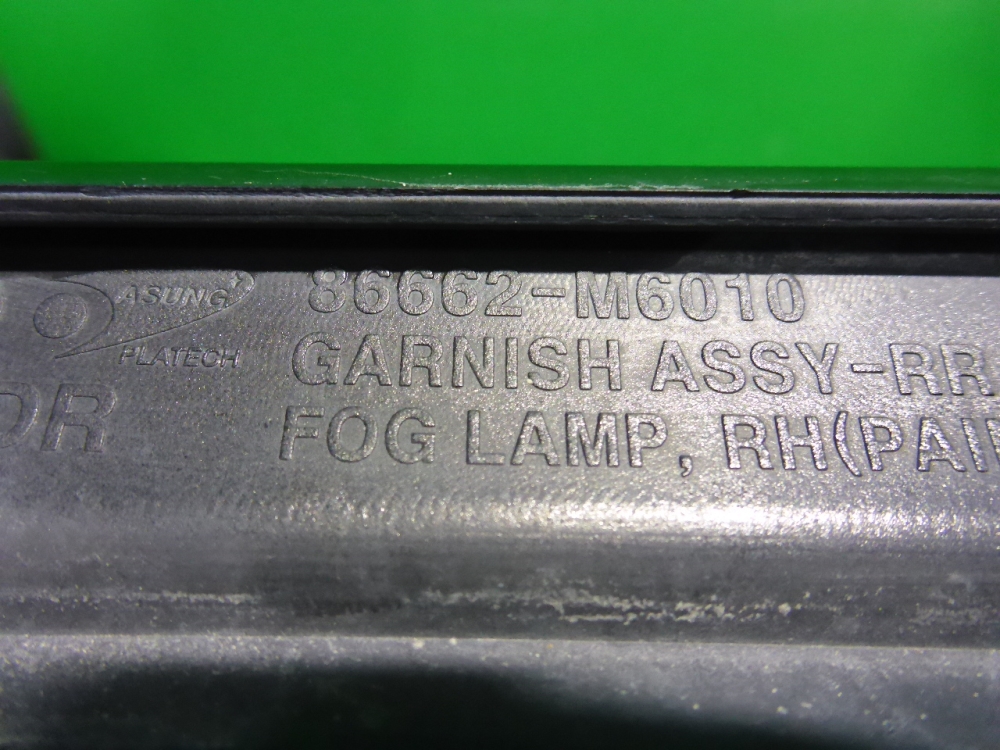 86662-M6010
ASUNG
GARNISH ASSY-RR
PLATECH
FOG LAMP, RH(PAI
DR